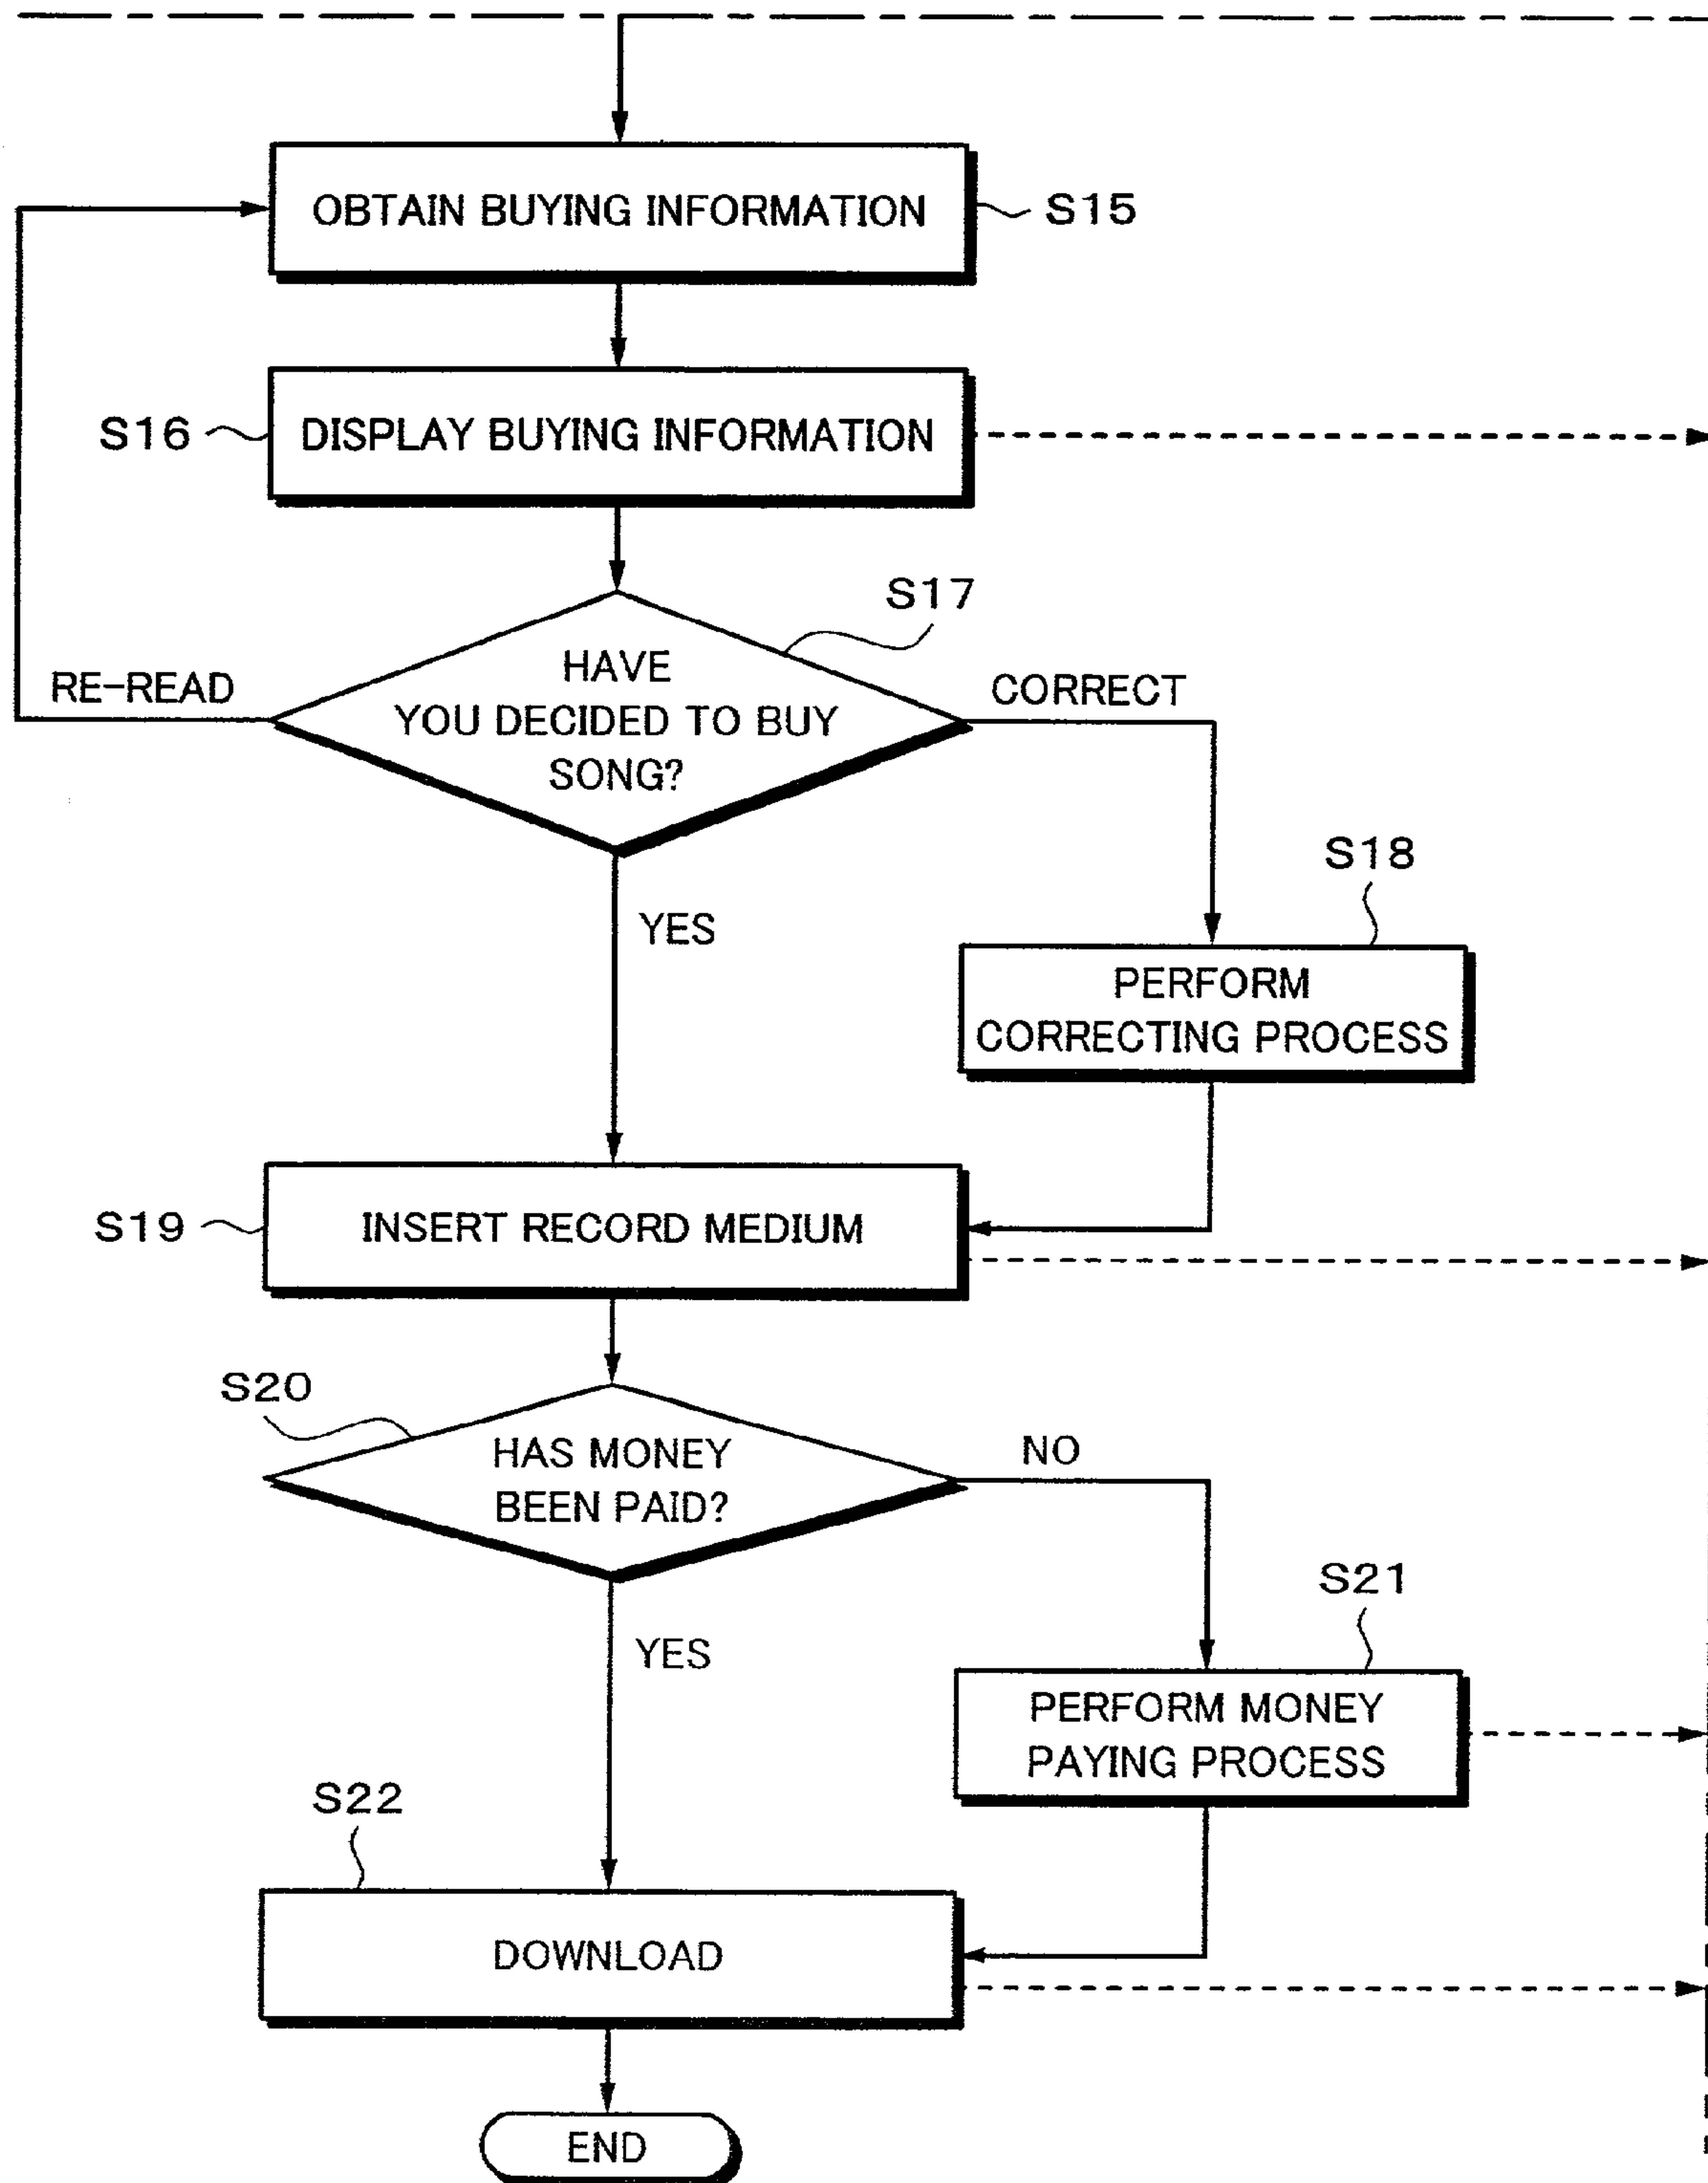 OBTAIN BUYING INFORMATION
S15
S16
DISPLAY BUYING INFORMATION
S17
HAVE
YOU DECIDED TO BUY
SONG?
RE-READ
CORRECT
YES
S18
PERFORM
CORRECTING PROCESS
S19
INSERT RECORD MEDIUM
S20
HAS MONEY
BEEN PAID?
NO
YES
S21
PERFORM MONEY
PAYING PROCESS
S22
DOWNLOAD
END